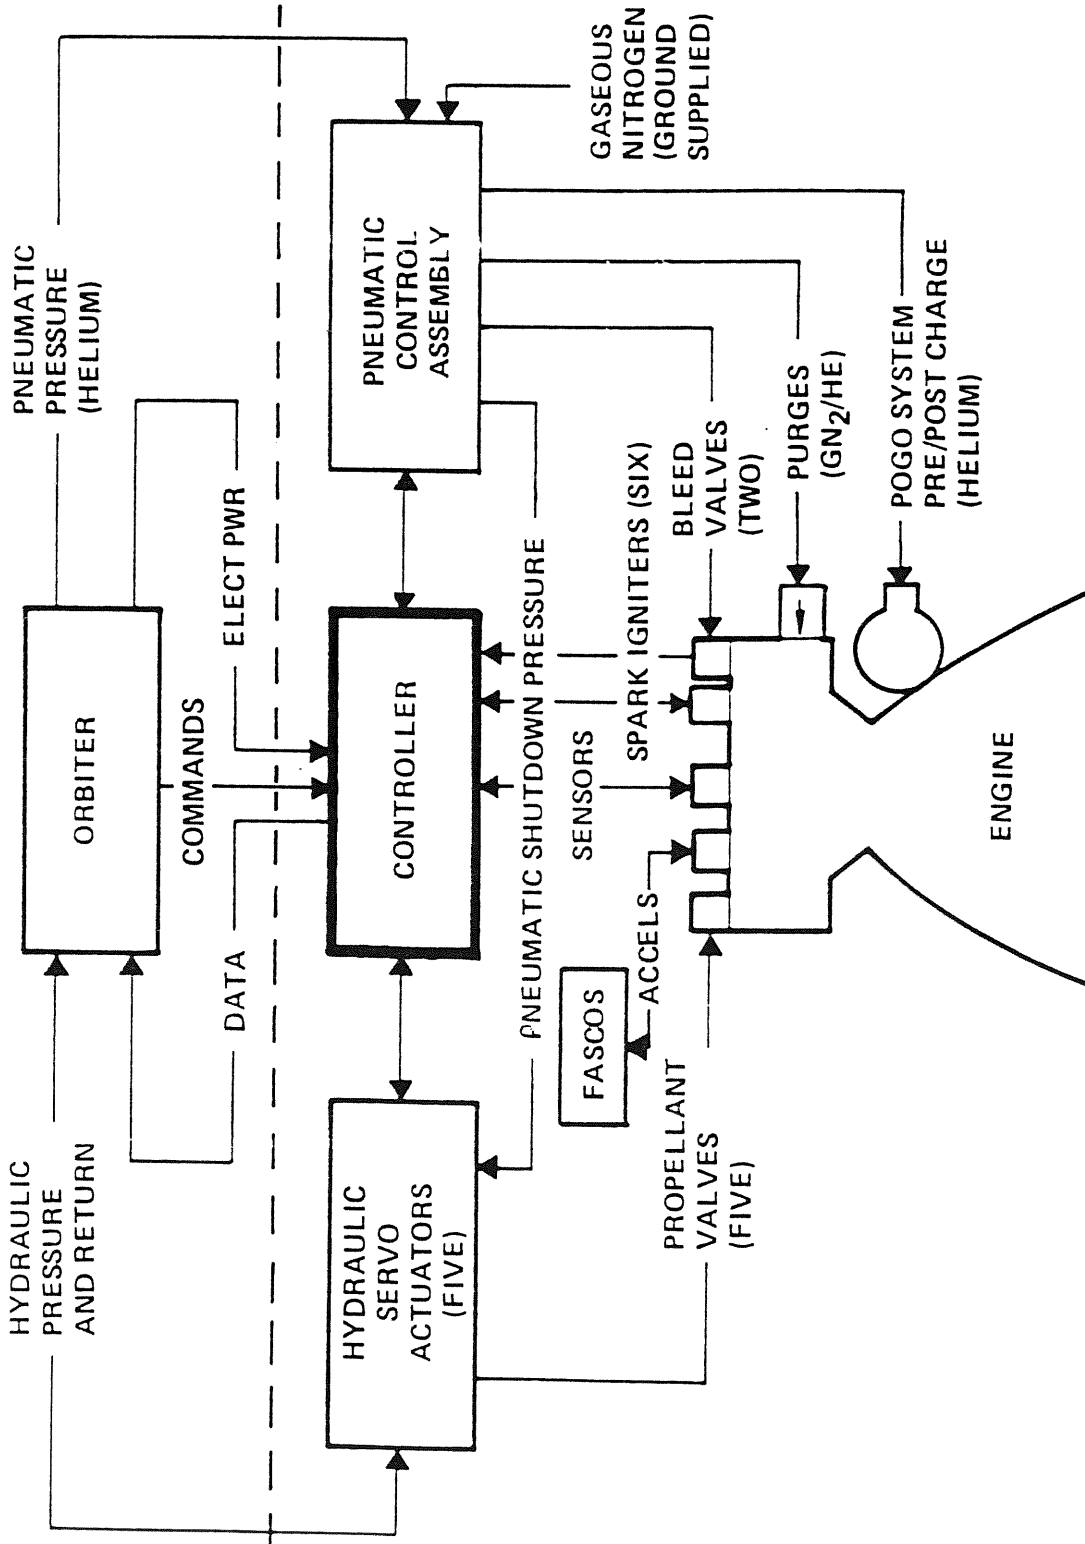 HYDRAULIC
PRESSURE
AND RETURN
PNEUMATIC
PRESSURE
(HELIUM)
ORBITER
DATA
COMMANDS
ELECT PWR
HYDRAULIC
SERVO
ACTUATORS
(FIVE)
CONTROLLER
PNEUMATIC
CONTROL
ASSEMBLY
GASEOUS
NITROGEN
(GROUND
SUPPLIED)
PNEUMATIC SHUTDOWN PRESSURE
FASCOS
ACCELS
SENSORS
SPARK IGNITERS (SIX)
PROPELLANT
VALVES
(FIVE)
BLEED
VALVES
(TWO)
PURGES
(GN2/HE)
POGO SYSTEM
PRE/POST CHARGE
(HELIUM)
ENGINE